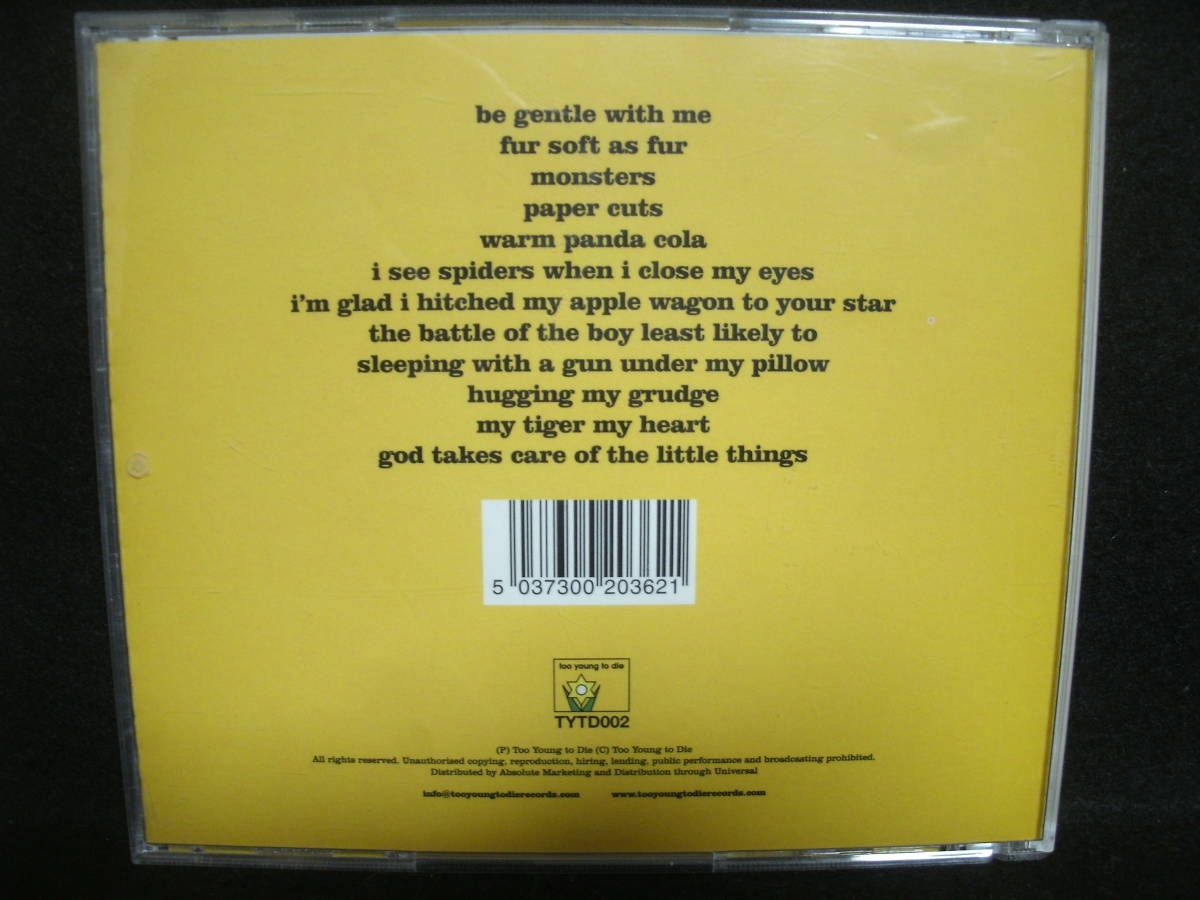 be gentle with me
fur soft as fur
monsters
paper cuts
warm panda cola
i see spiders when i close my eyes
i'm glad i hitched my apple wagon to your star
the battle of the boy least likely to
sleeping with a gun under my pillow
hugging my grudge
my tiger my heart
god takes care of the little things
5 037300 203621
too young to die
TYTD002
(P) Too Young to Die (C) Too Young to Die
All rights reserved. Unauthorised copying, reproduction, hiring, lending, public performance and broadcasting prohibited.
Distributed by Absolute Marketing and Distribution through Universal
info@tooyoungtodierecords.com www.tooyoungtodierecords.com